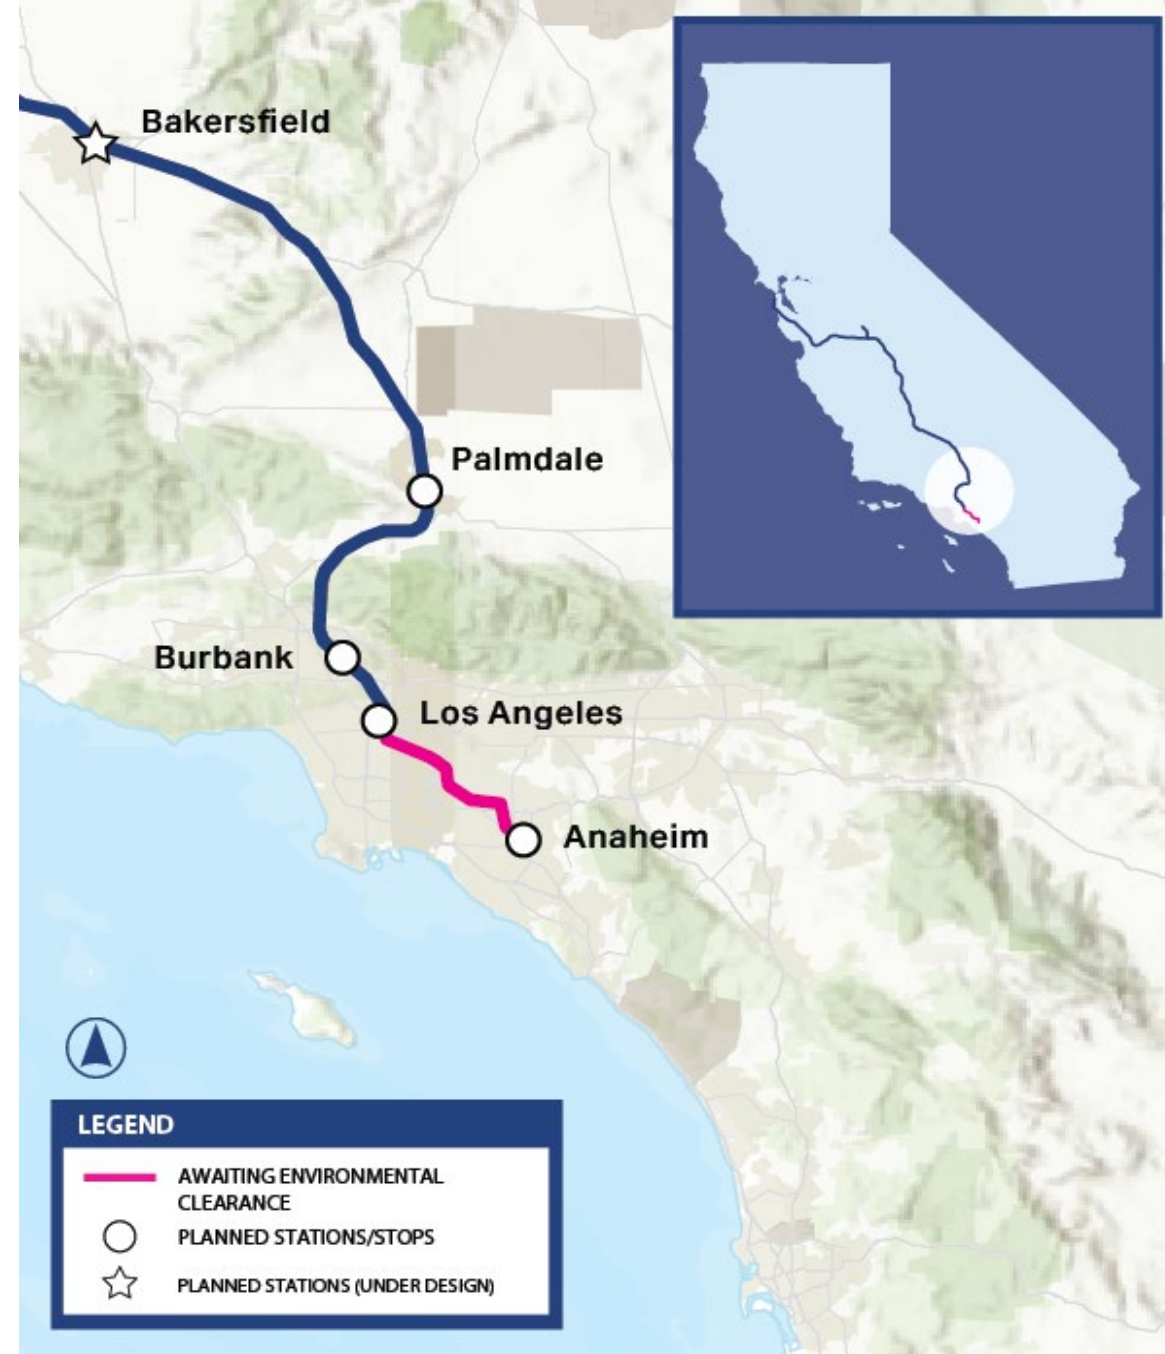 Bakersfield
Palmdale
Burbank
Los Angeles
Anaheim
LEGEND
AWAITING ENVIRONMENTAL
CLEARANCE
PLANNED STATIONS/STOPS
PLANNED STATIONS (UNDER DESIGN)